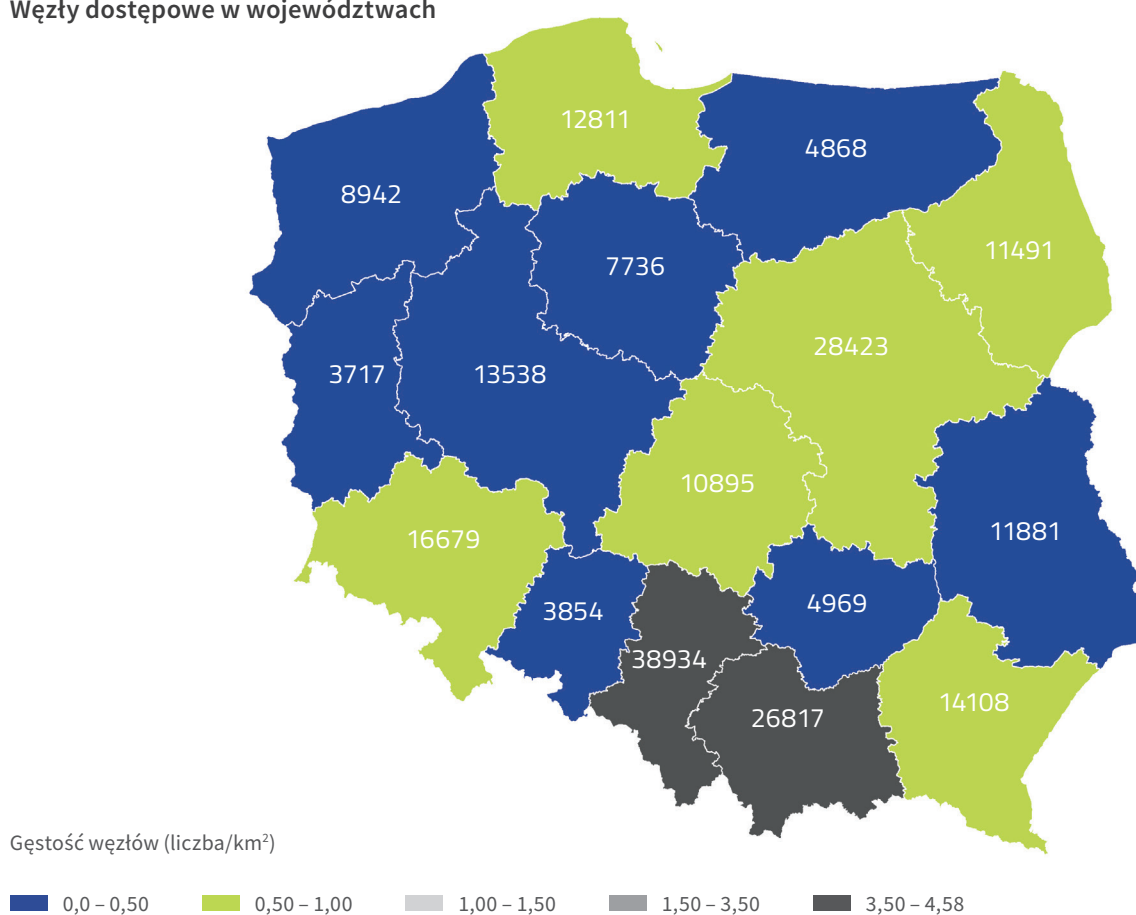 Węzły dostępowe w województwach
12811
4868
8942
11491
7736
28423
3717
13538
10895
16679
11881
3854
4969
38934
14108
26817
Gęstość węzłów (liczba/km²)
0,0 – 0,50
0,50 – 1,00
1,00 – 1,50
1,50 – 3,50
3,50 – 4,58